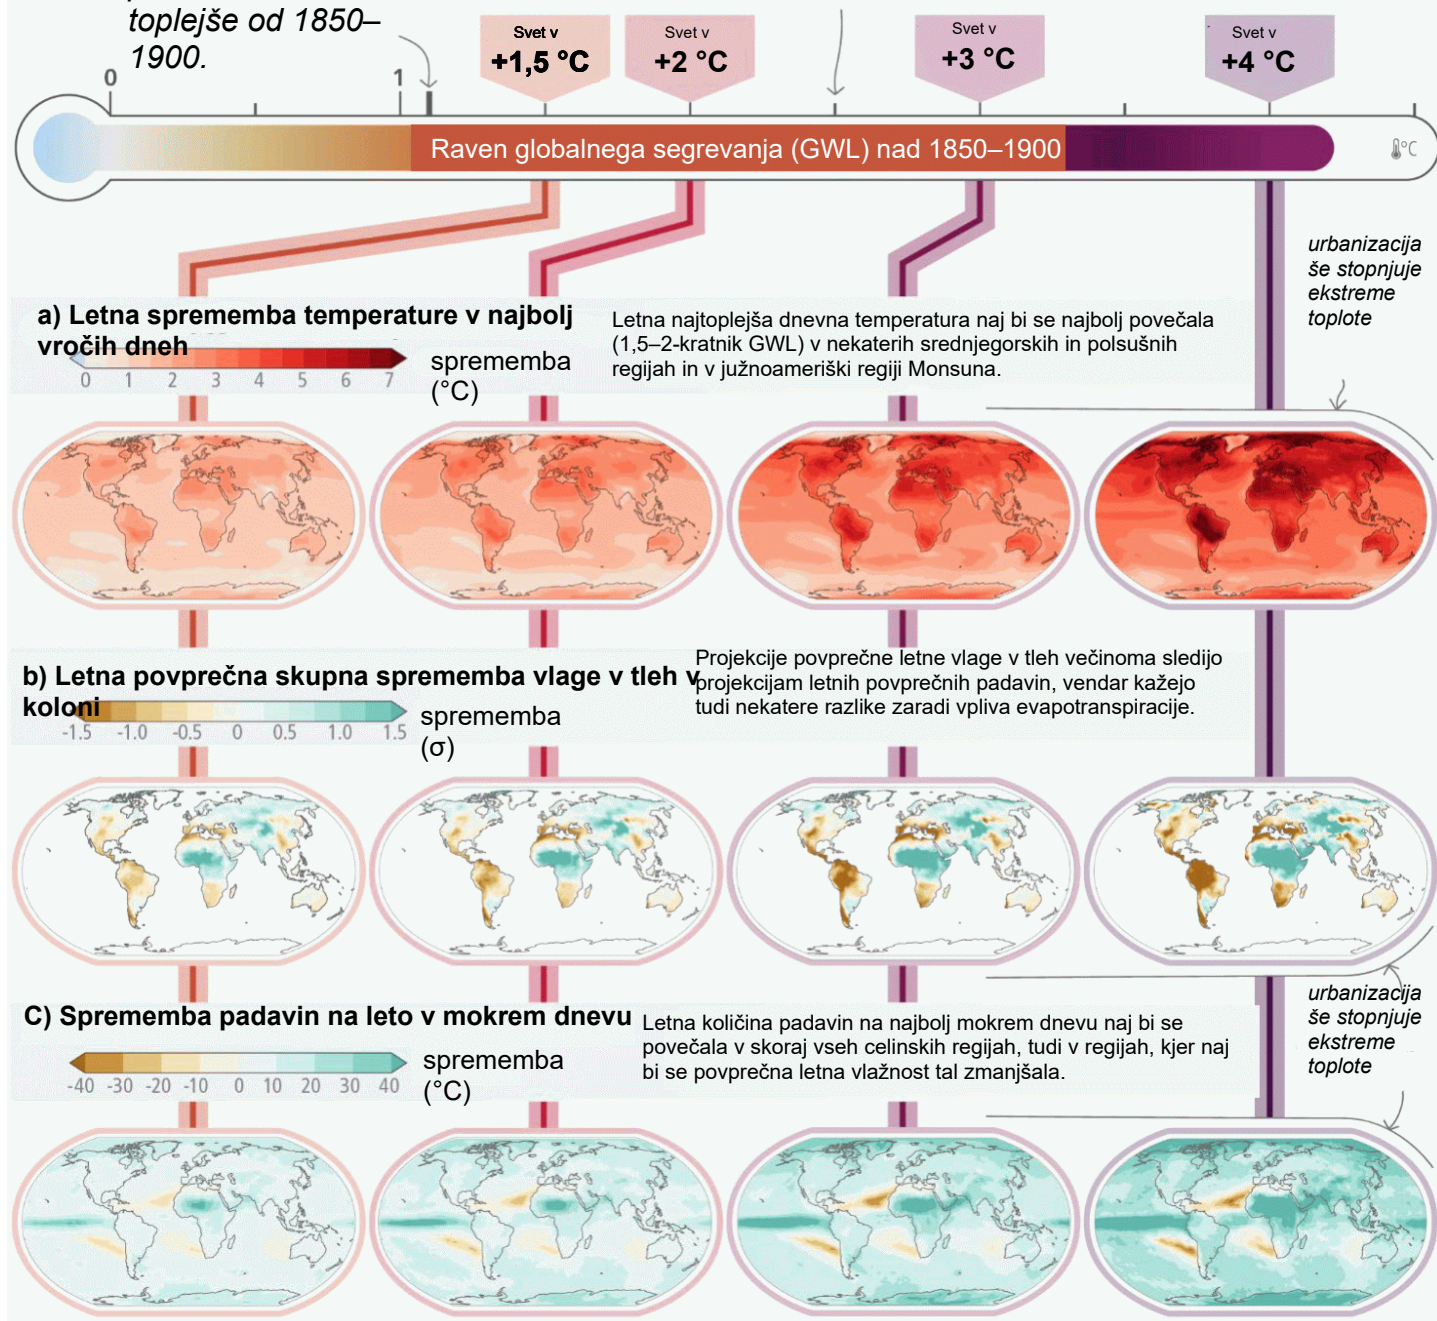 toplejše od 1850–
1900.
Svet v
+1,5 °C
Svet v
+2 °C
Svet v
+3 °C
Svet v
+4 °C
0
1
Raven globalnega segrevanja (GWL) nad 1850–1900
°C
urbanizacija
še stopnjuje
ekstreme
toplote
a) Letna sprememba temperature v najbolj
vročih dneh
0 1 2 3 4 5 6 7
sprememba
(°C)
Letna najtoplejša dnevna temperatura naj bi se najbolj povečala
(1,5–2-kratnik GWL) v nekaterih srednjegorskih in polsušnih
regijah in v južnoameriški regiji Monsuna.
b) Letna povprečna skupna sprememba vlage v tleh v
koloni
-1.5 -1.0 -0.5 0 0.5 1.0 1.5
sprememba
(σ)
Projekcije povprečne letne vlage v tleh večinoma sledijo
projekcijam letnih povprečnih padavin, vendar kažejo
tudi nekatere razlike zaradi vpliva evapotranspiracije.
C) Sprememba padavin na leto v mokrem dnevu
-40 -30 -20 -10 0 10 20 30 40
sprememba
(°C)
Letna količina padavin na najbolj mokrem dnevu naj bi se
povečala v skoraj vseh celinskih regijah, tudi v regijah, kjer naj
bi se povprečna letna vlažnost tal zmanjšala.
urbanizacija
še stopnjuje
ekstreme
toplote